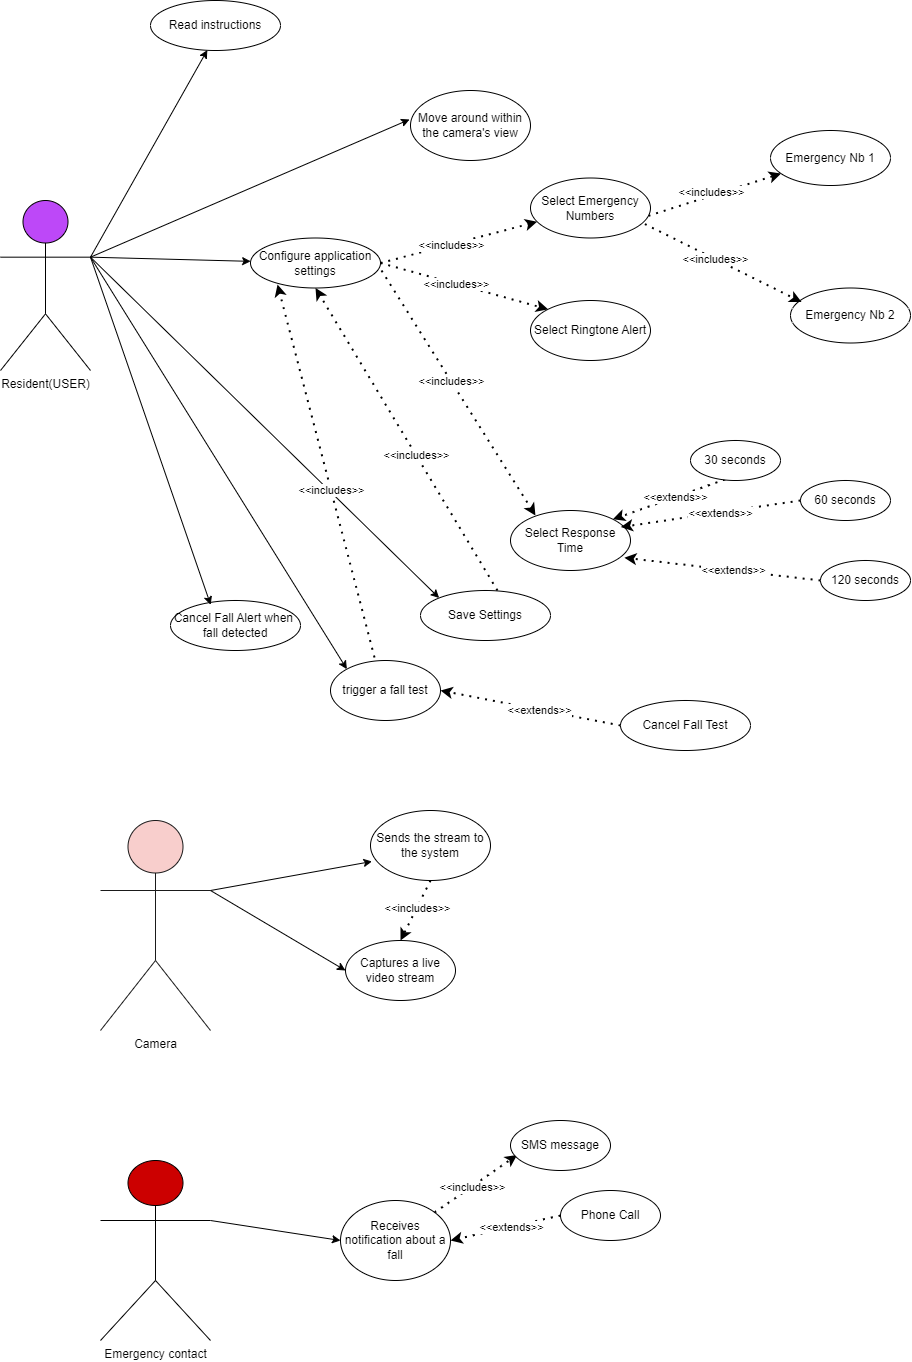 Read instructions
Move around within
the camera's view
Emergency Nb 1
<<includes>>
Select Emergency
Numbers
<<includes>>
Configure application
settings
<<includes>>
<<includes>>
Emergency Nb 2
Select Ringtone Alert
Resident(USER)
<<includes>>
<<includes>>
30 seconds
<<includes>>
<<extends>>
60 seconds
<<extends>>
Select Response
Time
<<extends>>
120 seconds
Cancel Fall Alert when
fall detected
Save Settings
trigger a fall test
<<extends>>
Cancel Fall Test
Sends the stream to
the system
<<includes>>
Captures a live
video stream
Camera
SMS message
<<includes>>
Phone Call
<<extends>>
Receives
notification about a
fall
Emergency contact